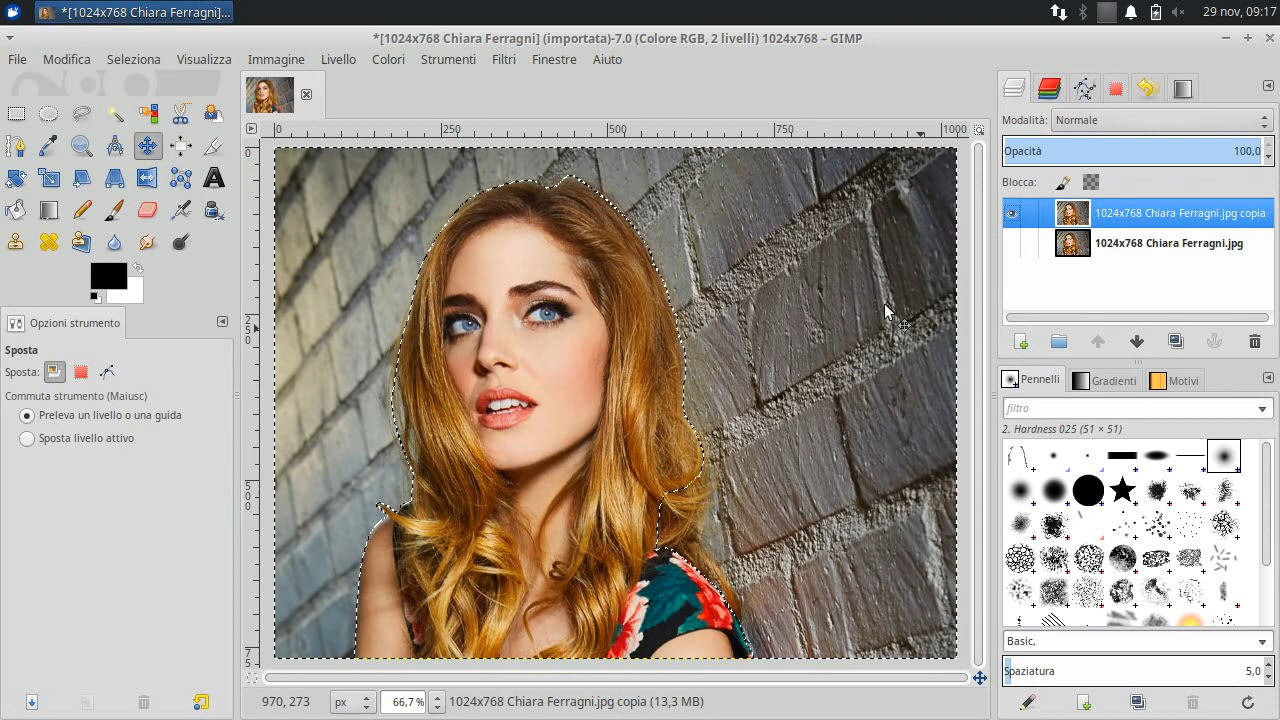 *[1024x768 Chiara Ferragni]...
29 nov, 09:17
*[1024x768 Chiara Ferragni] (importata)-7.0 (Colore RGB, 2 livelli) 1024x768 – GIMP
File Modifica Seleziona Visualizza Immagine Livello Colori Strumenti Filtri Finestre Aiuto
0 250 500 750 1000
0
250
500
75
Modalità: Normale
Opacità 100,0
Blocca:
1024x768 Chiara Ferragni.jpg copia
1024x768 Chiara Ferragni.jpg
Opzioni strumento
Sposta
Sposta:
Commuta strumento (Maiusc)
Preleva un livello o una guida
Sposta livello attivo
Pennelli Gradienti Motivi
filtro
2. Hardness 025 (51 × 51)
Basic,
Spaziatura 5,0
970, 273 px 66,7 % 1024x768 Chiara Ferragni.jpg copia (13,3 MB)